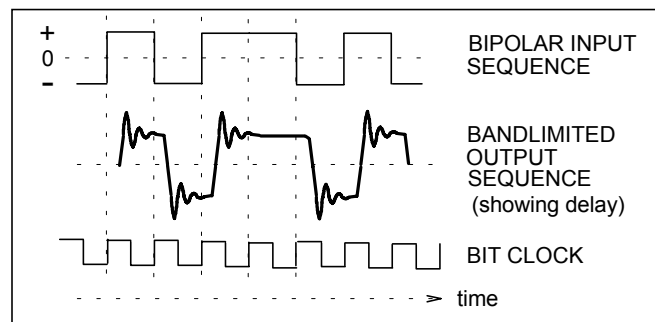 +
0
-
BIPOLAR INPUT
SEQUENCE
BANDLIMITED
OUTPUT
SEQUENCE
(showing delay)
BIT CLOCK
time